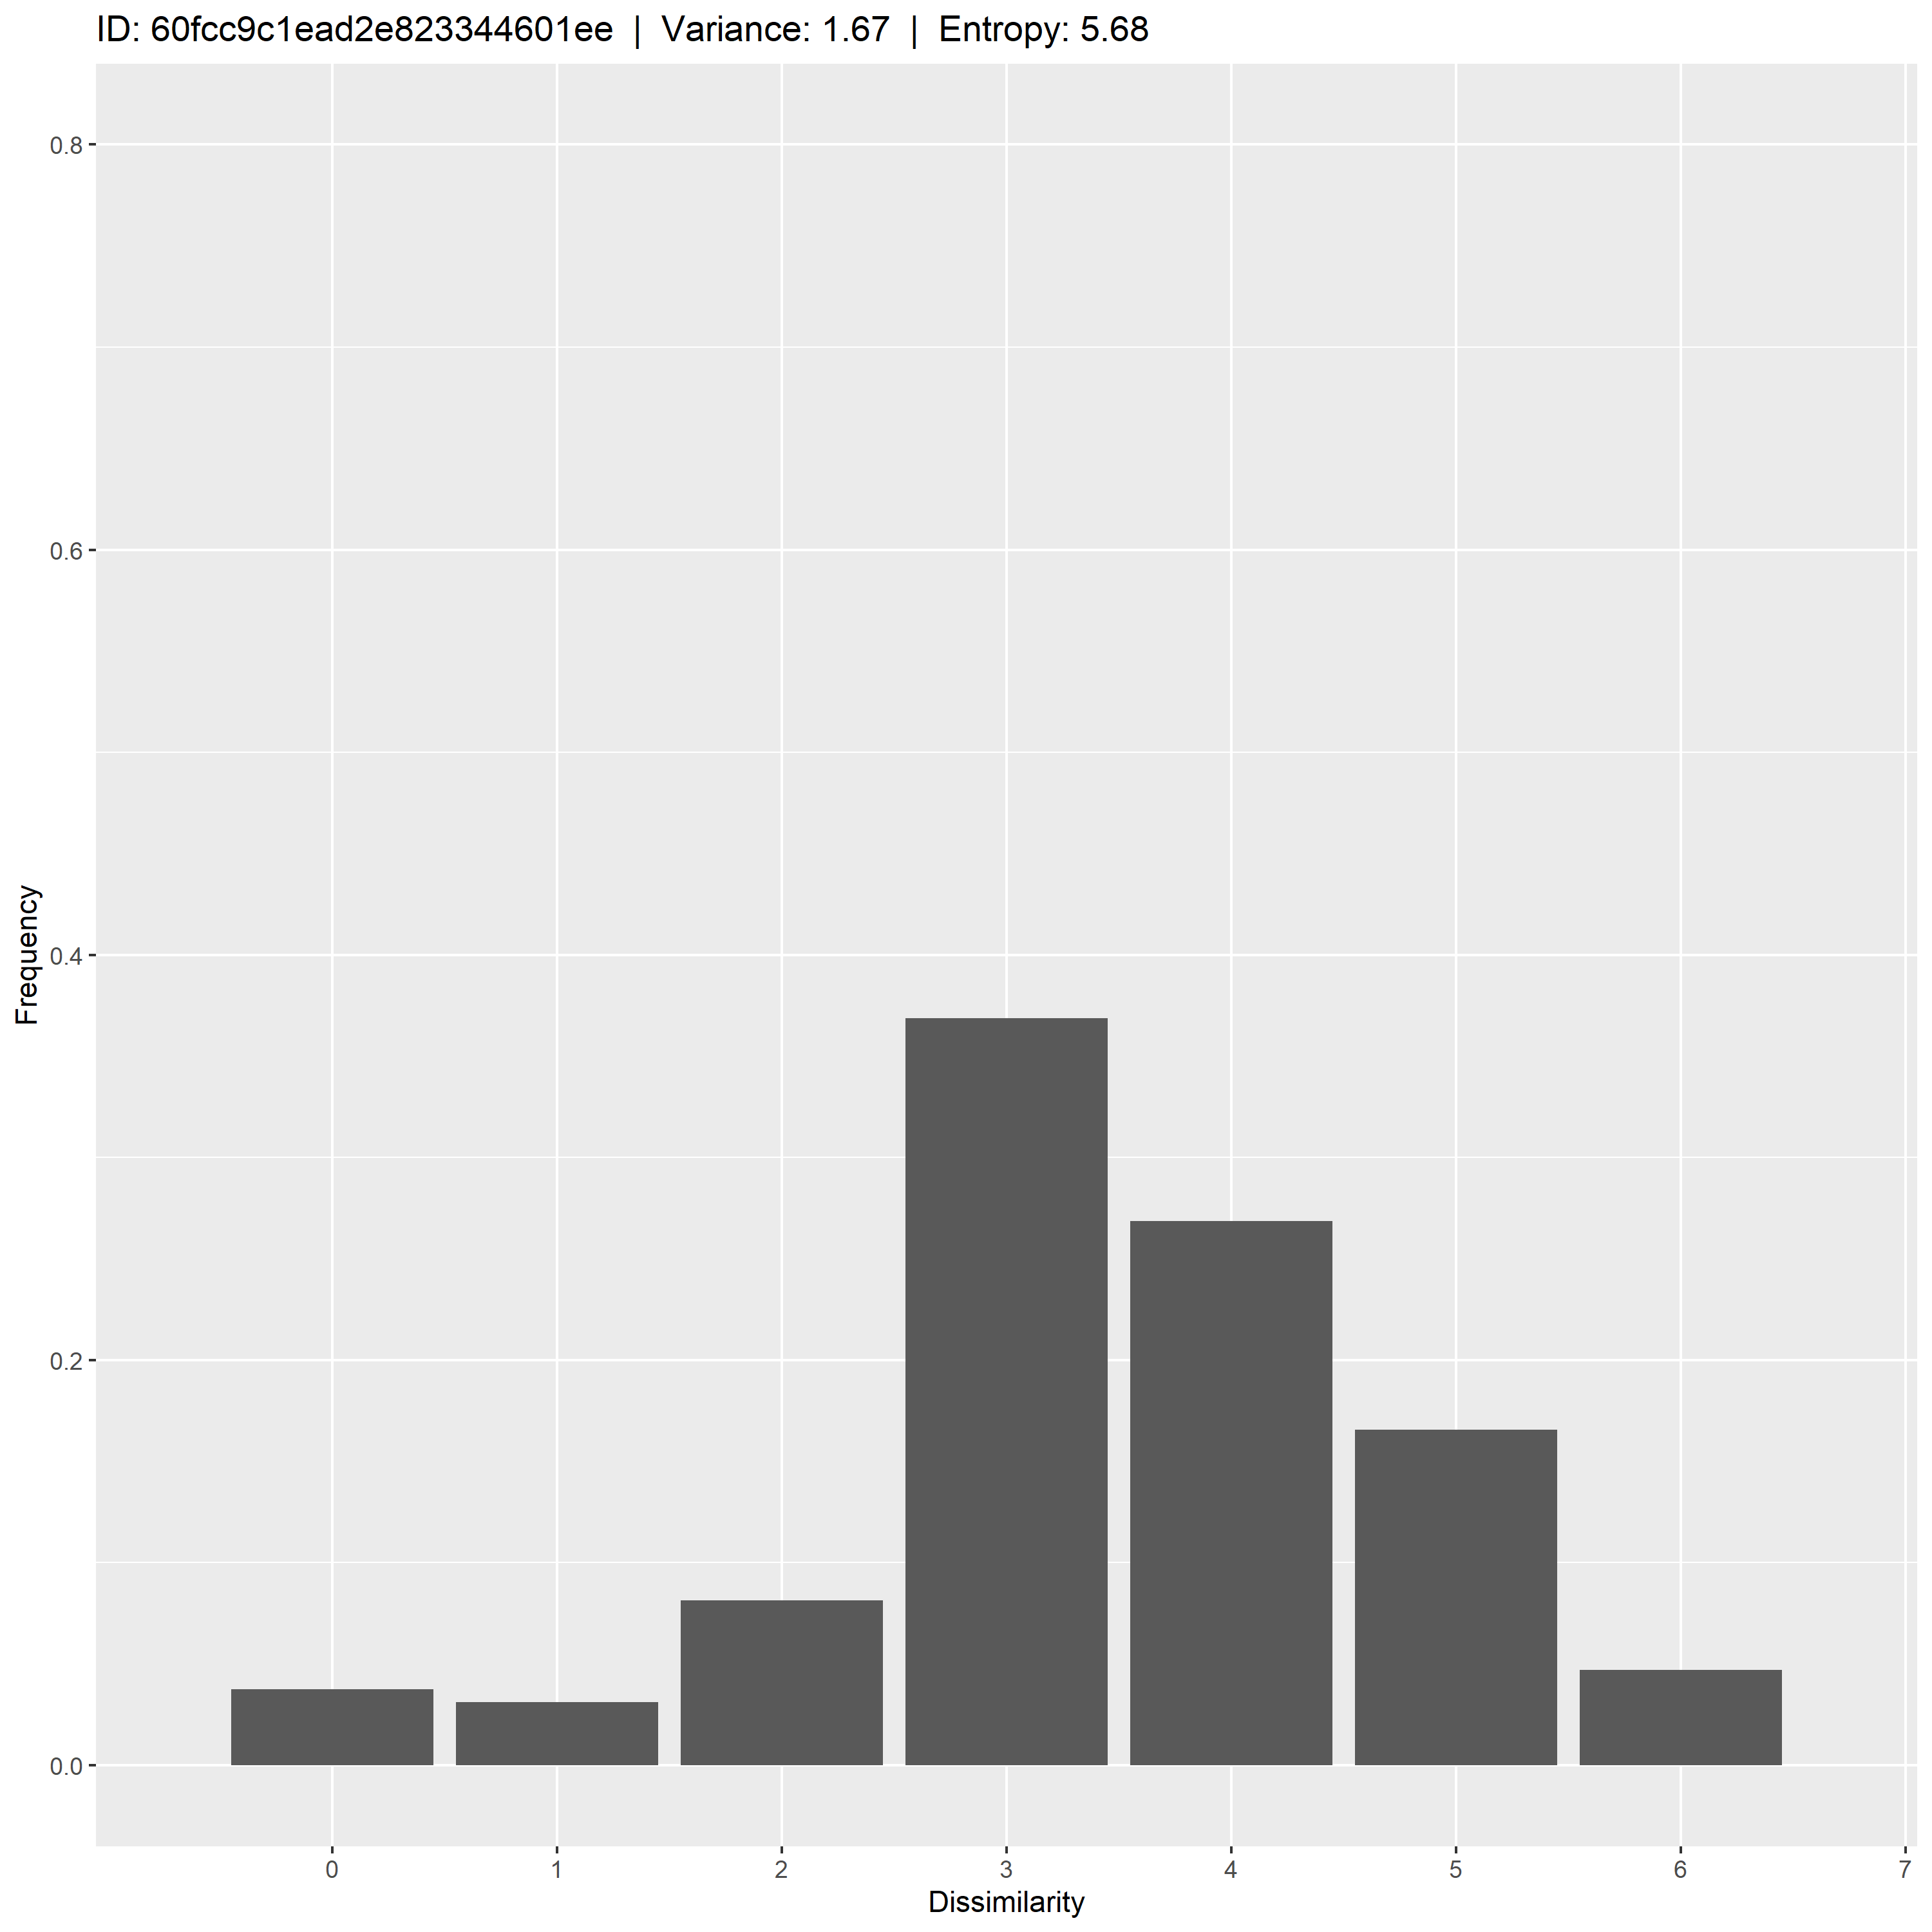 ID: 60fcc9c1ead2e823344601ee | Variance: 1.67 | Entropy: 5.68
0.8
0.6
0.4
0.2
0.0
Frequency
0 1 2 3 4 5 6 7
Dissimilarity